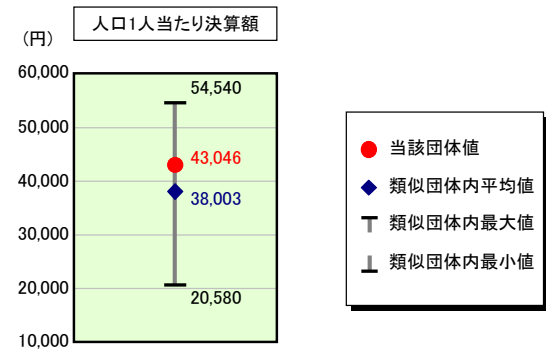 人口1人当たり決算額
(円)
60,000
54,540
50,000
43,046
40,000
38,003
30,000
20,000
20,580
10,000
当該団体値
類似団体内平均値
類似団体内最大値
類似団体内最小値